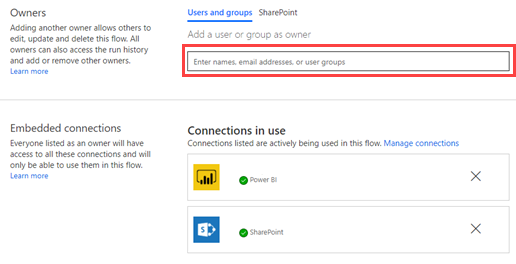 Owners
Adding another owner allows others to
edit, update and delete this flow. All
owners can also access the run history
and add or remove other owners.
Learn more
Users and groups SharePoint
Add a user or group as owner
Enter names, email addresses, or user groups
Embedded connections
Everyone listed as an owner will have
access to all these connections and will
only be able to use them in this flow.
Learn more
Connections in use
Connections listed are actively being used in this flow. Manage connections
Power BI
SharePoint